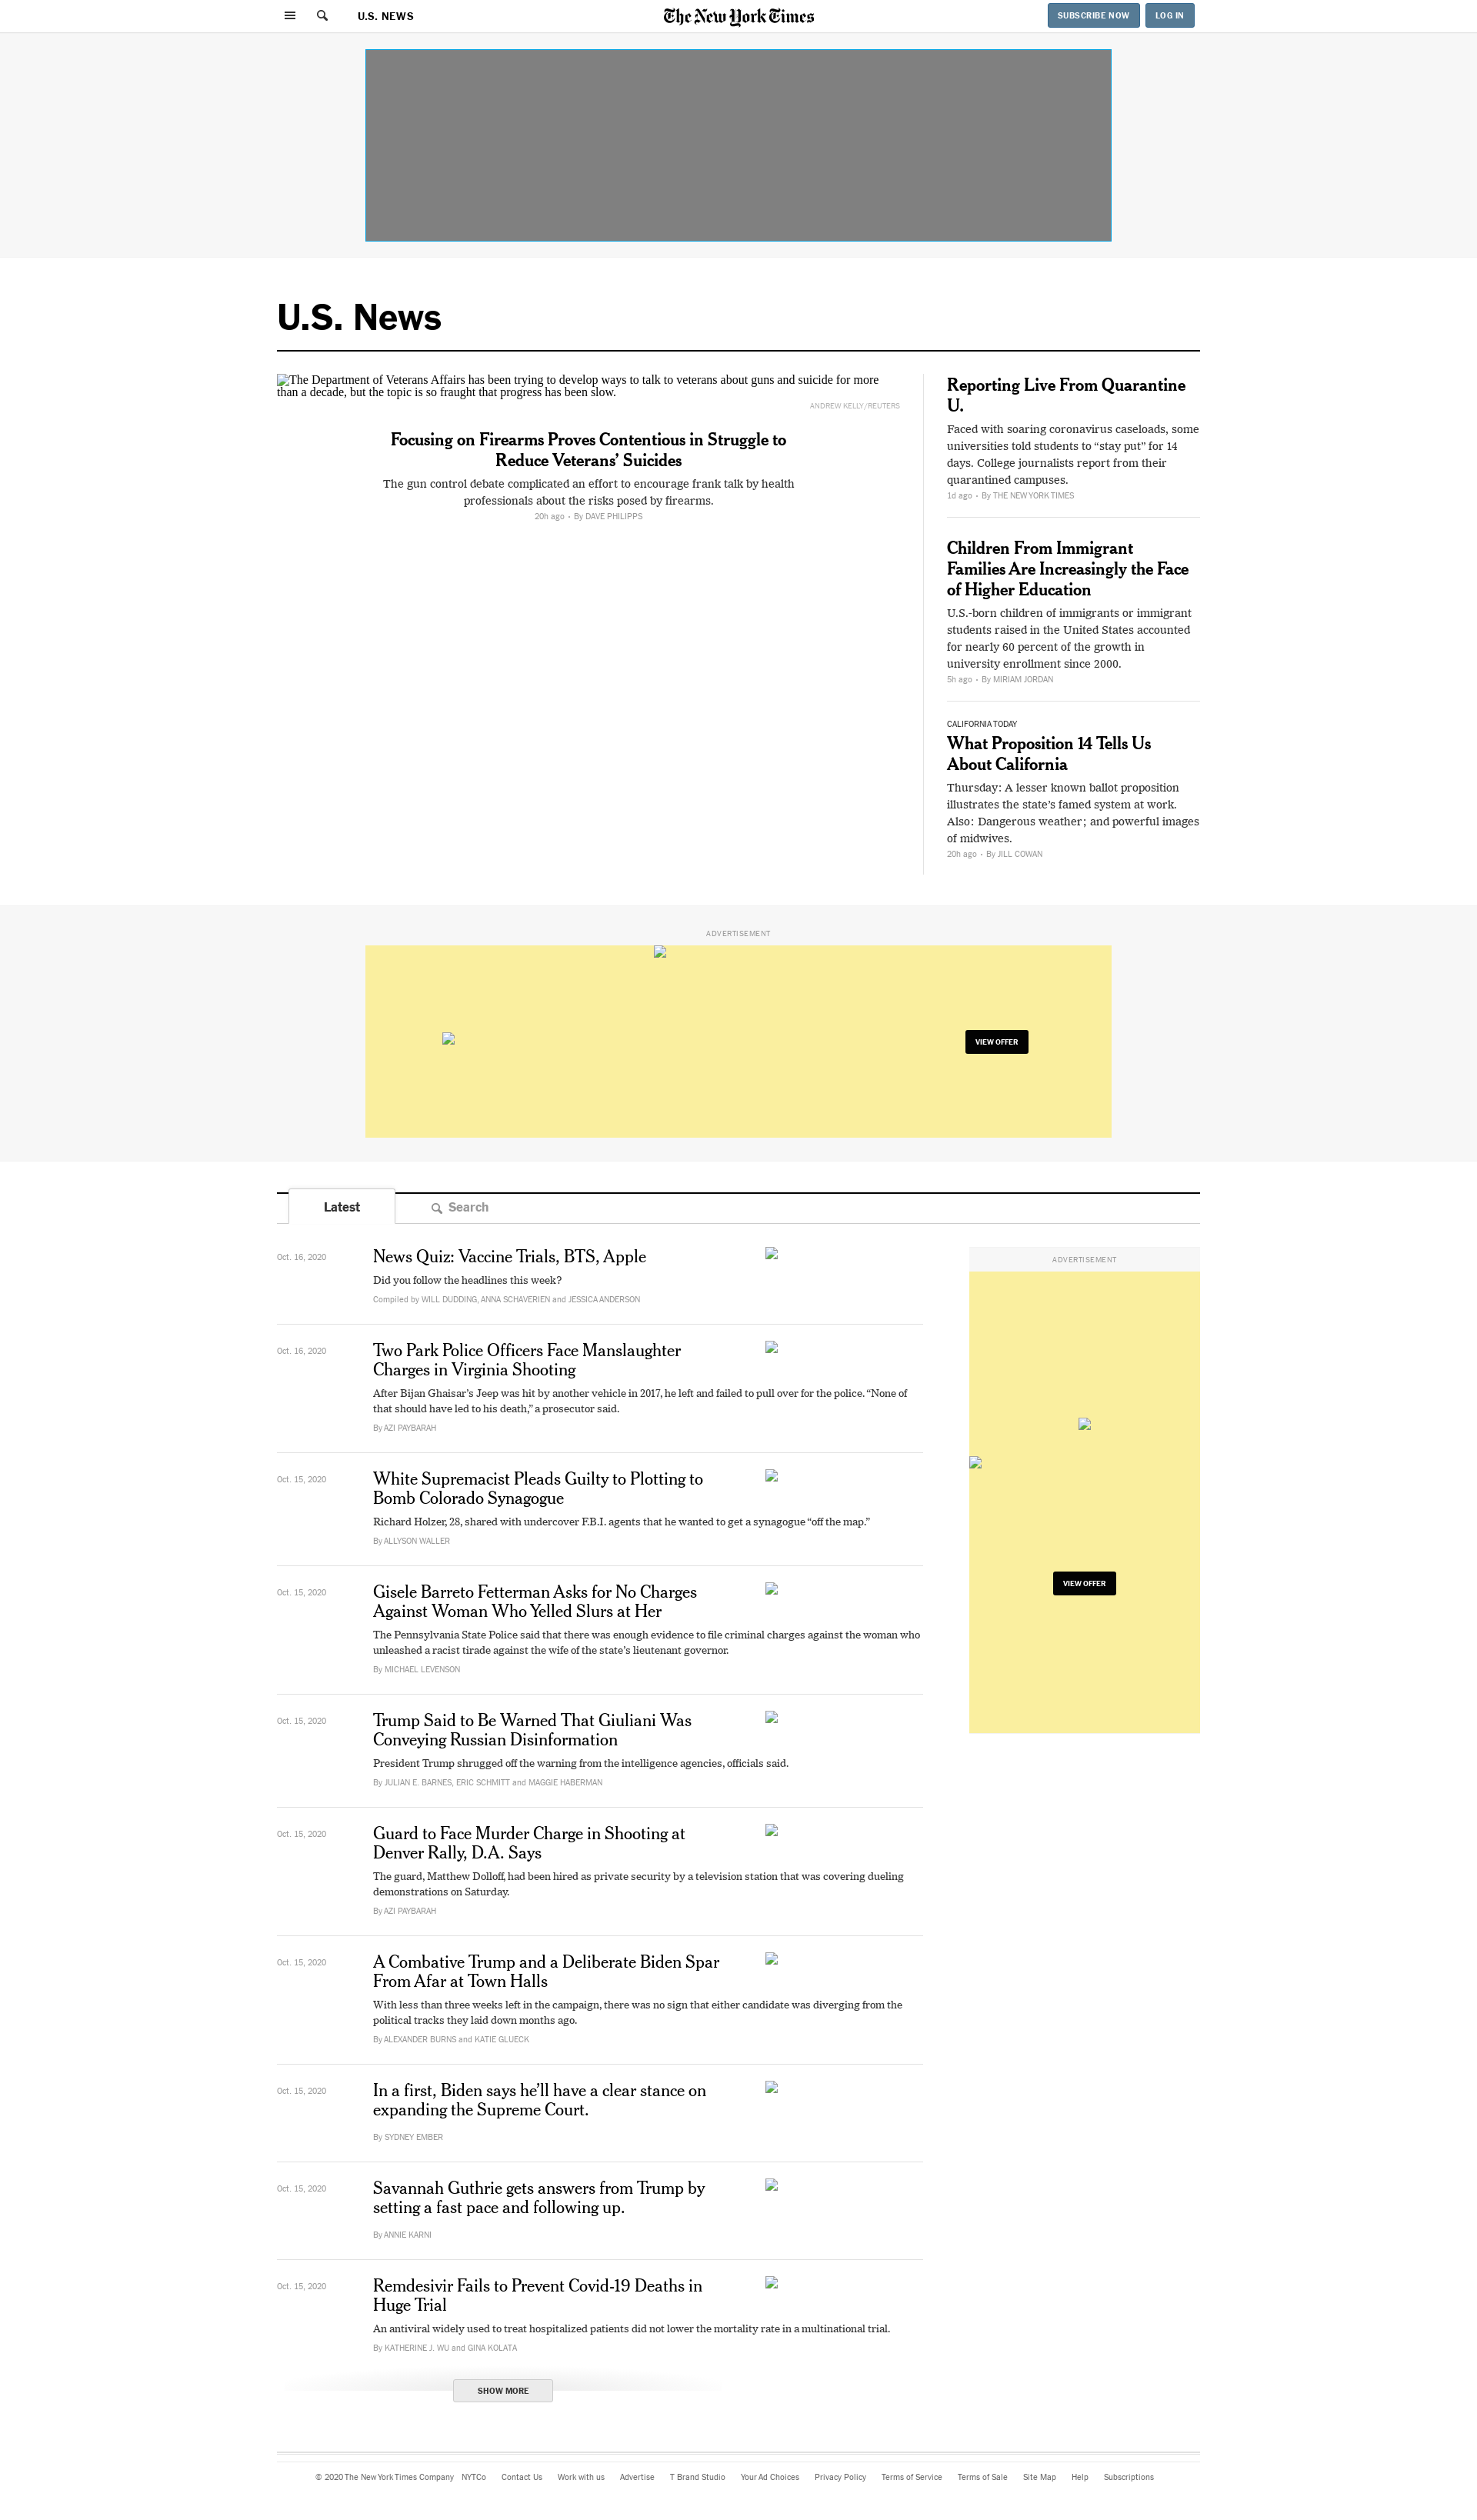 U.S. NEWS
The New York Times
SUBSCRIBE NOW
LOG IN
U.S. News
The Department of Veterans Affairs has been trying to develop ways to talk to veterans about guns and suicide for more
than a decade, but the topic is so fraught that progress has been slow.
ANDREW KELLY/REUTERS
Focusing on Firearms Proves Contentious in Struggle to
Reduce Veterans’ Suicides
The gun control debate complicated an effort to encourage frank talk by health
professionals about the risks posed by firearms.
20h ago • By DAVE PHILIPPS
Reporting Live From Quarantine
U.
Faced with soaring coronavirus caseloads, some
universities told students to “stay put” for 14
days. College journalists report from their
quarantined campuses.
1d ago • By THE NEW YORK TIMES
Children From Immigrant
Families Are Increasingly the Face
of Higher Education
U.S.-born children of immigrants or immigrant
students raised in the United States accounted
for nearly 60 percent of the growth in
university enrollment since 2000.
5h ago • By MIRIAM JORDAN
CALIFORNIA TODAY
What Proposition 14 Tells Us
About California
Thursday: A lesser known ballot proposition
illustrates the state’s famed system at work.
Also: Dangerous weather; and powerful images
of midwives.
20h ago • By JILL COWAN
ADVERTISEMENT
VIEW OFFER
Latest
Search
Oct. 16, 2020
News Quiz: Vaccine Trials, BTS, Apple
Did you follow the headlines this week?
Compiled by WILL DUDDING, ANNA SCHAVERIEN and JESSICA ANDERSON
Oct. 16, 2020
Two Park Police Officers Face Manslaughter
Charges in Virginia Shooting
After Bijan Ghaisar’s Jeep was hit by another vehicle in 2017, he left and failed to pull over for the police. “None of
that should have led to his death,” a prosecutor said.
By AZI PAYBARAH
Oct. 15, 2020
White Supremacist Pleads Guilty to Plotting to
Bomb Colorado Synagogue
Richard Holzer, 28, shared with undercover F.B.I. agents that he wanted to get a synagogue “off the map.”
By ALLYSON WALLER
Oct. 15, 2020
Gisele Barreto Fetterman Asks for No Charges
Against Woman Who Yelled Slurs at Her
The Pennsylvania State Police said that there was enough evidence to file criminal charges against the woman who
unleashed a racist tirade against the wife of the state’s lieutenant governor.
By MICHAEL LEVENSON
Oct. 15, 2020
Trump Said to Be Warned That Giuliani Was
Conveying Russian Disinformation
President Trump shrugged off the warning from the intelligence agencies, officials said.
By JULIAN E. BARNES, ERIC SCHMITT and MAGGIE HABERMAN
Oct. 15, 2020
Guard to Face Murder Charge in Shooting at
Denver Rally, D.A. Says
The guard, Matthew Dolloff, had been hired as private security by a television station that was covering dueling
demonstrations on Saturday.
By AZI PAYBARAH
Oct. 15, 2020
A Combative Trump and a Deliberate Biden Spar
From Afar at Town Halls
With less than three weeks left in the campaign, there was no sign that either candidate was diverging from the
political tracks they laid down months ago.
By ALEXANDER BURNS and KATIE GLUECK
Oct. 15, 2020
In a first, Biden says he’ll have a clear stance on
expanding the Supreme Court.
By SYDNEY EMBER
Oct. 15, 2020
Savannah Guthrie gets answers from Trump by
setting a fast pace and following up.
By ANNIE KARNI
Oct. 15, 2020
Remdesivir Fails to Prevent Covid-19 Deaths in
Huge Trial
An antiviral widely used to treat hospitalized patients did not lower the mortality rate in a multinational trial.
By KATHERINE J. WU and GINA KOLATA
SHOW MORE
ADVERTISEMENT
VIEW OFFER
© 2020 The New York Times Company NYTCo Contact Us Work with us Advertise T Brand Studio Your Ad Choices Privacy Policy Terms of Service Terms of Sale Site Map Help Subscriptions